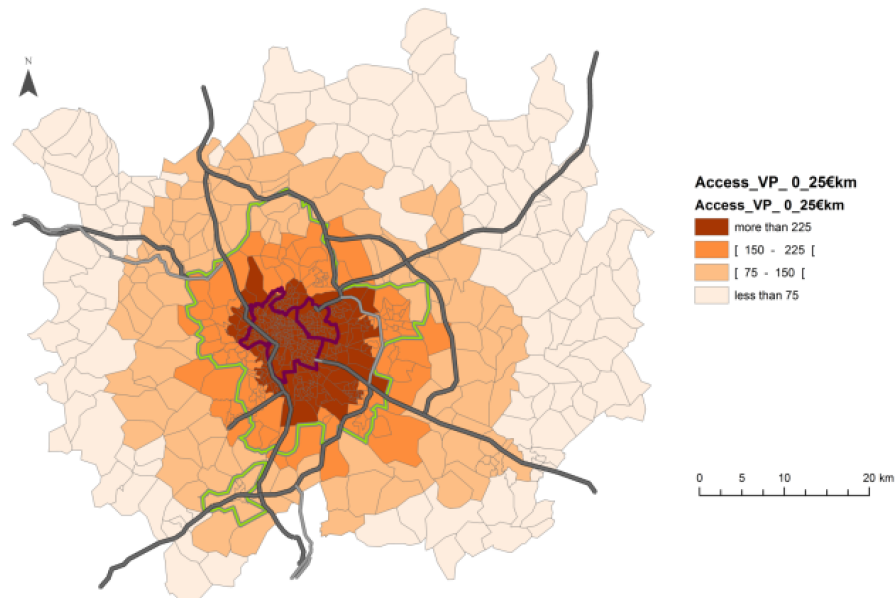 N
Access_VP_ 0_25€km
Access_VP_ 0_25€km
more than 225
[ 150 - 225 [
[ 75 - 150 [
less than 75
0 5 10 20 km